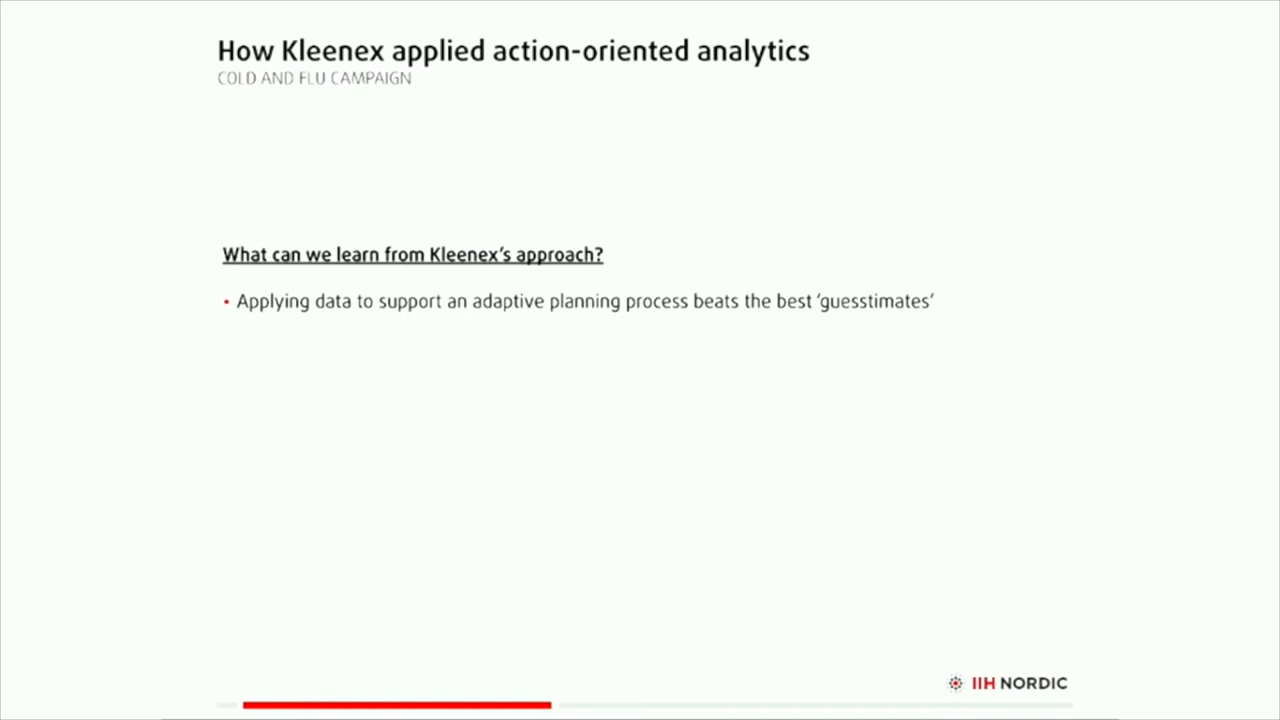 How Kleenex applied action-oriented analytics
COLD AND FLU CAMPAIGN
What can we learn from Kleenex's approach?
• Applying data to support an adaptive planning process beats the best ‘guesstimates’
IIH NORDIC